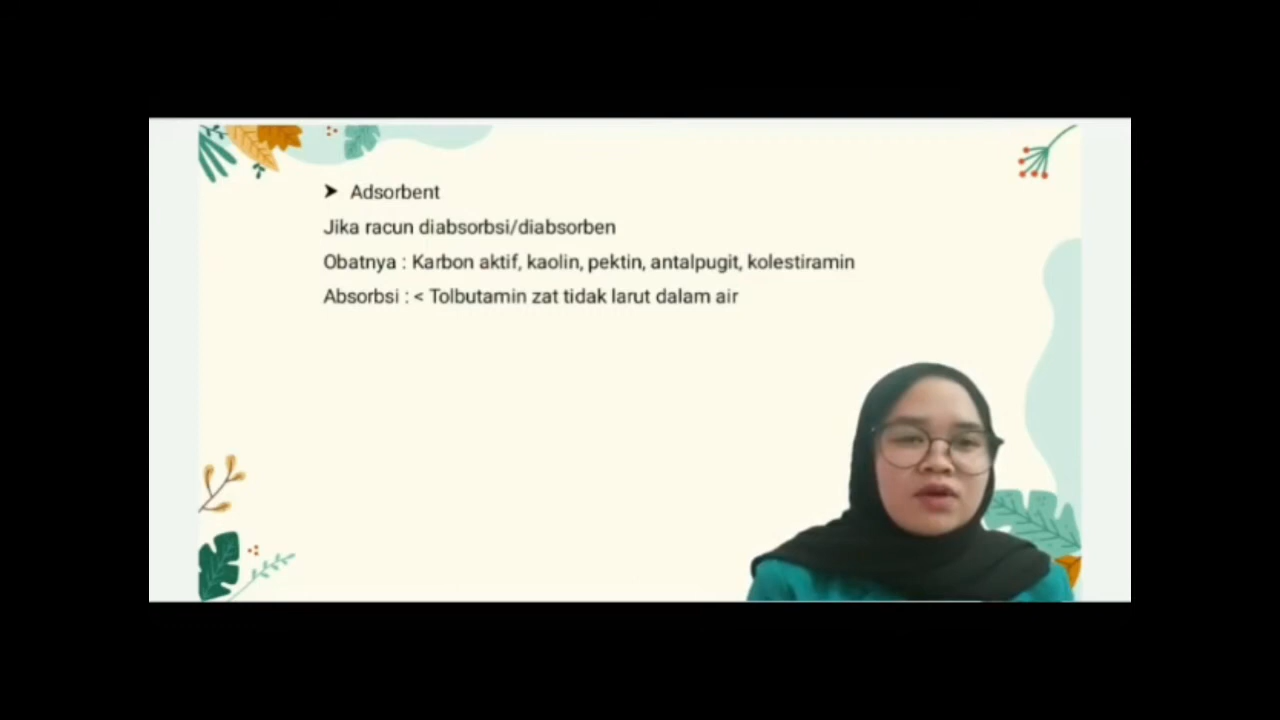 ➤ Adsorbent
Jika racun diabsorbsi/diabsorben
Obatnya : Karbon aktif, kaolin, pektin, antalpugit, kolestiramin
Absorbsi : < Tolbutamin zat tidak larut dalam air